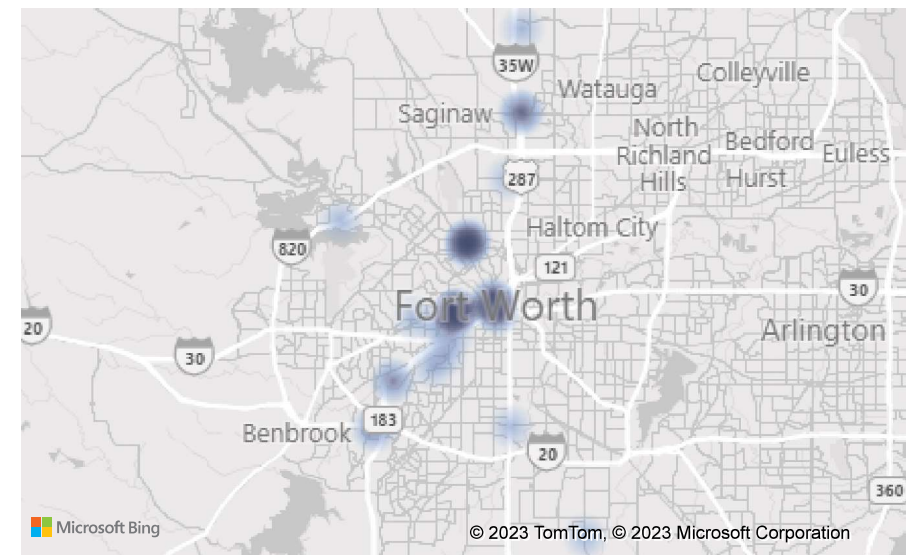 35W
Colleyville
Watauga
Saginaw
North
Richland
Hills
Bedford
Euless
Hurst
287
Haltom City
820
121
30
Fort Worth
20
Arlington
30
183
Benbrook
20
360
Microsoft Bing
© 2023 TomTom, © 2023 Microsoft Corporation